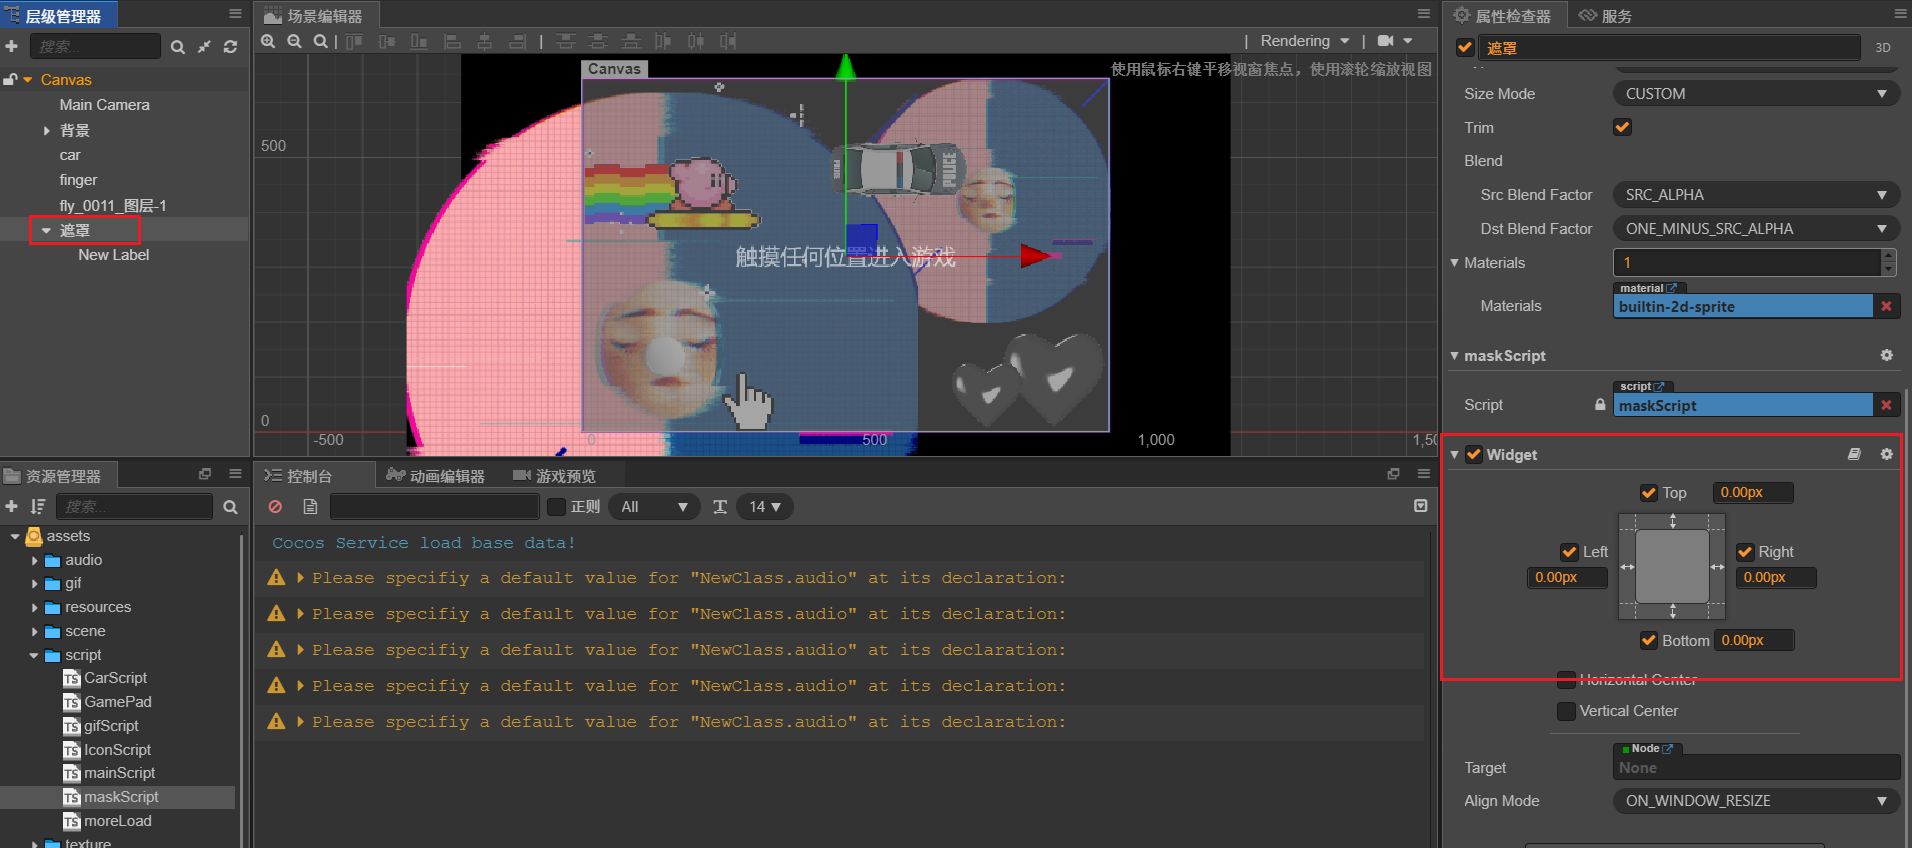 层级管理器
搜索...
Canvas
Main Camera
背景
car
finger
fly_0011_图层-1
遮罩
New Label
场景编辑器
Rendering
Canvas
使用鼠标右键平移视窗焦点，使用滚轮缩放视图
500
0
-500
0
500
1,000
1,50
POLICE
触摸任何位置进入游戏
资源管理器
搜索...
assets
audio
gif
resources
scene
script
TS CarScript
TS GamePad
TS gifScript
TS IconScript
TS mainScript
TS maskScript
TS moreLoad
texture
控制台
动画编辑器
游戏预览
正则
All
14
Cocos Service load base data!
Please specifiy a default value for "NewClass.audio" at its declaration:
Please specifiy a default value for "NewClass.audio" at its declaration:
Please specifiy a default value for "NewClass.audio" at its declaration:
Please specifiy a default value for "NewClass.audio" at its declaration:
Please specifiy a default value for "NewClass.audio" at its declaration:
属性检查器
服务
遮罩
3D
Size Mode CUSTOM
Trim
Blend
Src Blend Factor SRC_ALPHA
Dst Blend Factor ONE_MINUS_SRC_ALPHA
Materials 1
material
Materials builtin-2d-sprite
maskScript
script
Script maskScript
Widget
Top 0.00px
Left
Right
0.00px
0.00px
Bottom 0.00px
Horizontal Center
Vertical Center
Node
Target None
Align Mode ON_WINDOW_RESIZE